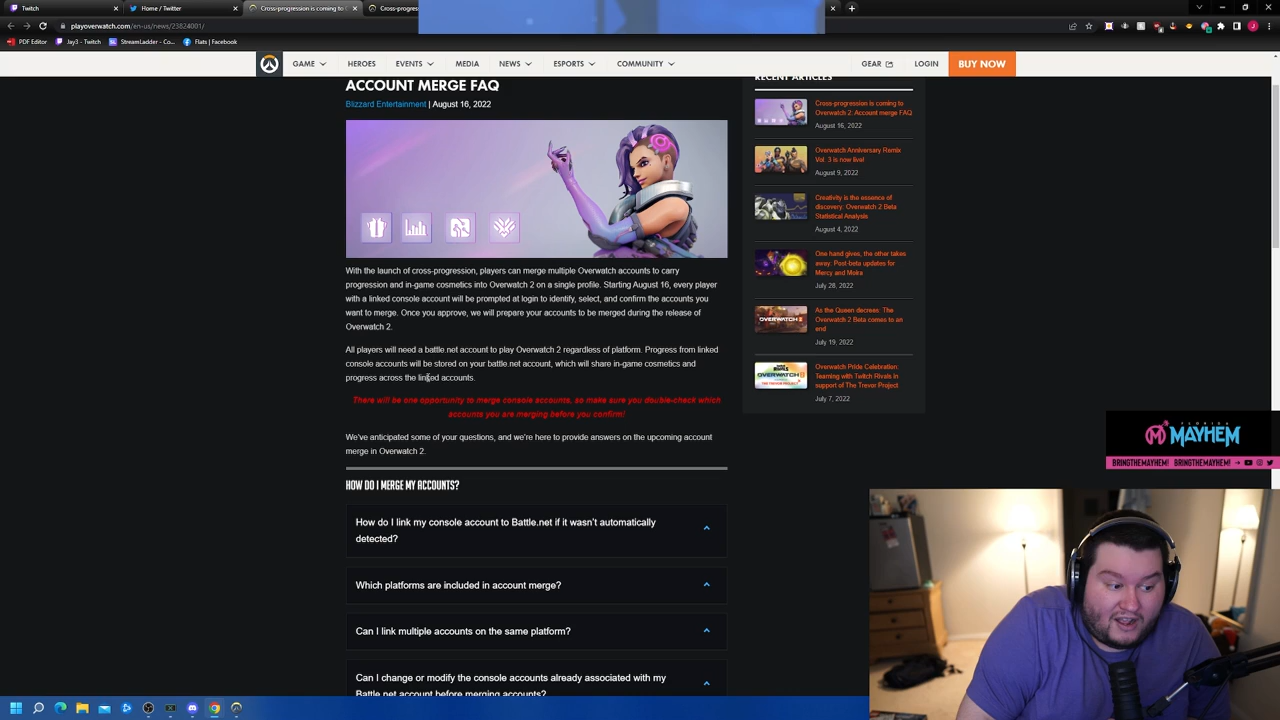 Twitch
Home / Twitter
Cross-progression is coming to
Cross-progression
playoverwatch.com/en-us/news/23824001/
PDF Editor
Jay3 - Twitch
StreamLadder - Co...
Flats | Facebook
GAME
HEROES
EVENTS
MEDIA
NEWS
ESPORTS
COMMUNITY
GEAR
LOGIN
BUY NOW
ACCOUNT MERGE FAQ
Blizzard Entertainment | August 16, 2022
With the launch of cross-progression, players can merge multiple Overwatch accounts to carry
progression and in-game cosmetics into Overwatch 2 on a single profile. Starting August 16, every player
with a linked console account will be prompted at login to identify, select, and confirm the accounts you
want to merge. Once you approve, we will prepare your accounts to be merged during the release of
Overwatch 2.
All players will need a battle.net account to play Overwatch 2 regardless of platform. Progress from linked
console accounts will be stored on your battle.net account, which will share in-game cosmetics and
progress across the linked accounts.
There will be one opportunity to merge console accounts, so make sure you double-check which
accounts you are merging before you confirm!
We've anticipated some of your questions, and we're here to provide answers on the upcoming account
merge in Overwatch 2.
HOW DO I MERGE MY ACCOUNTS?
How do I link my console account to Battle.net if it wasn't automatically
detected?
Which platforms are included in account merge?
Can I link multiple accounts on the same platform?
Can I change or modify the console accounts already associated with my
Battle.net account before merging accounts?
RECENT ARTICLES
Cross-progression is coming to
Overwatch 2: Account merge FAQ
August 16, 2022
Overwatch Anniversary Remix
Vol. 3 is now live!
August 9, 2022
Creativity is the essence of
discovery: Overwatch 2 Beta
Statistical Analysis
August 4, 2022
One hand gives, the other takes
away: Post-beta updates for
Mercy and Moira
July 28, 2022
As the Queen decrees: The
Overwatch 2 Beta comes to an
end
July 19, 2022
Overwatch Pride Celebration:
Teaming with Twitch Rivals in
support of The Trevor Project
July 7, 2022
FLORIDA
MAYHEM
BRINGTHEMAYHEM! BRINGTHEMAYHEM!